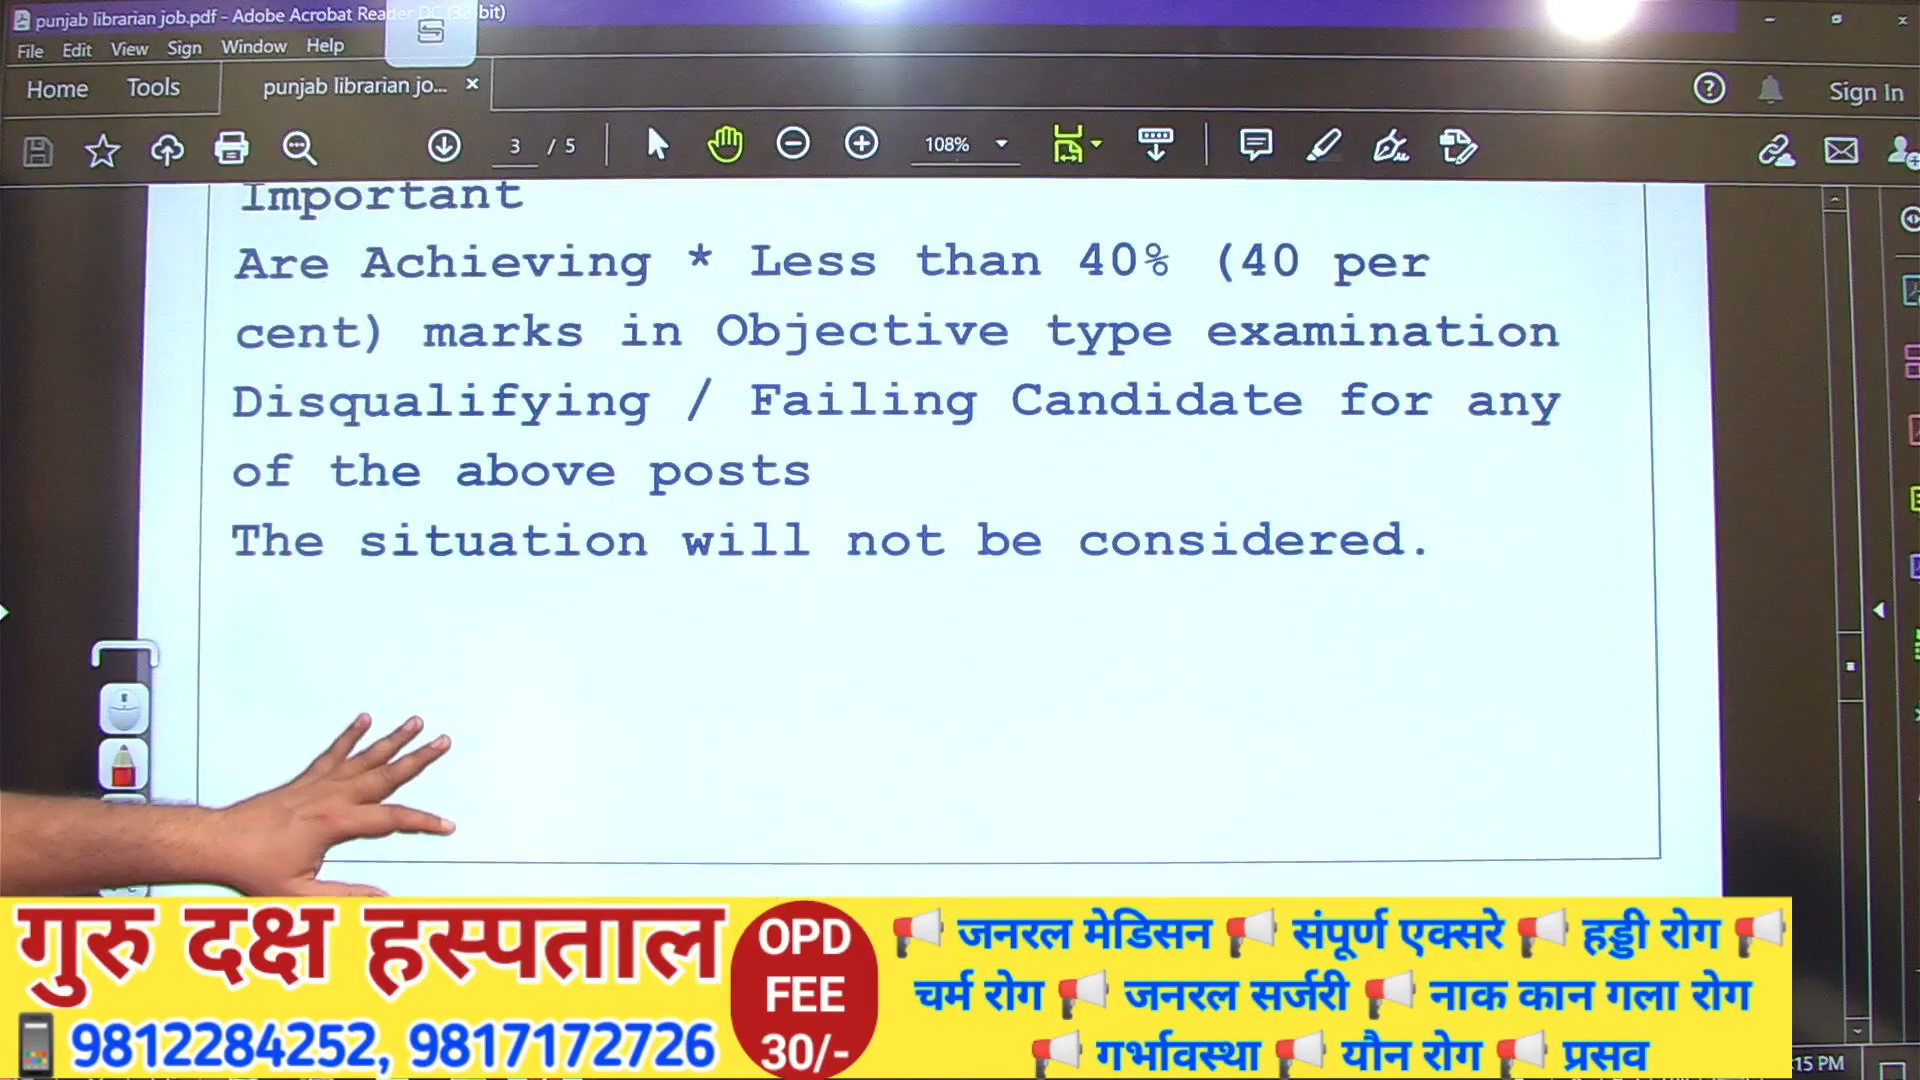 punjab librarian job.pdf - Adobe Acrobat Reader DC (32-bit)
File Edit View Sign Window Help
Home Tools punjab librarian jo... × Sign In
3 / 5 108%
Important
Are Achieving * Less than 40% (40 per
cent) marks in Objective type examination
Disqualifying / Failing Candidate for any
of the above posts
The situation will not be considered.
गुरु दक्ष हस्पताल
9812284252, 9817172726
OPD
FEE
30/-
जनरल मेडिसन संपूर्ण एक्सरे हड्डी रोग
चर्म रोग जनरल सर्जरी नाक कान गला रोग
गर्भावस्था यौन रोग प्रसव
:15 PM